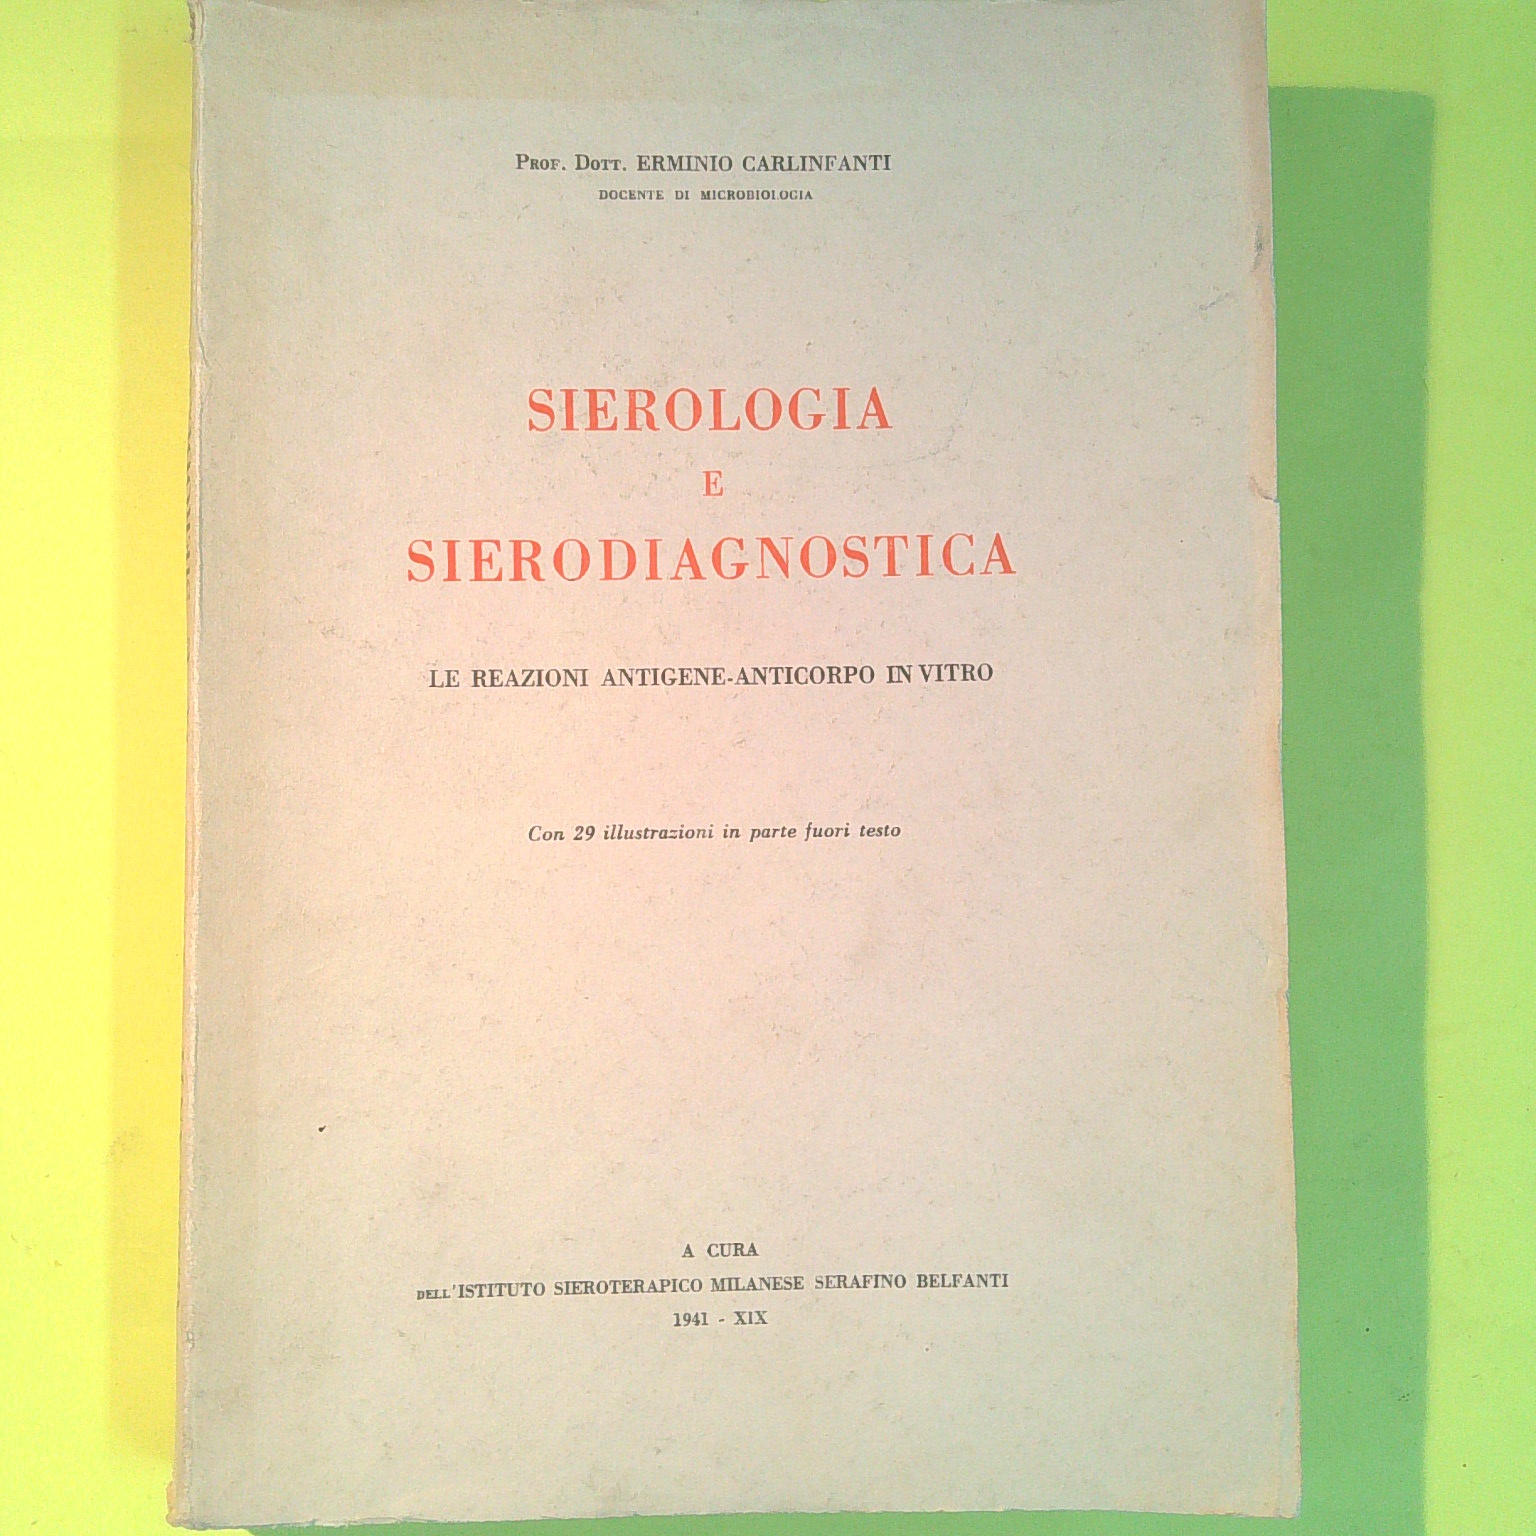 Prof. Dott. ERMINIO CARLINFANTI
DOCENTE DI MICROBIOLOGIA
SIEROLOGIA
E
SIERODIAGNOSTICA
LE REAZIONI ANTIGENE-ANTICORPO IN VITRO
Con 29 illustrazioni in parte fuori testo
A CURA
DELL'ISTITUTO SIEROTERAPICO MILANESE SERAFINO BELFANTI
1941 - XIX